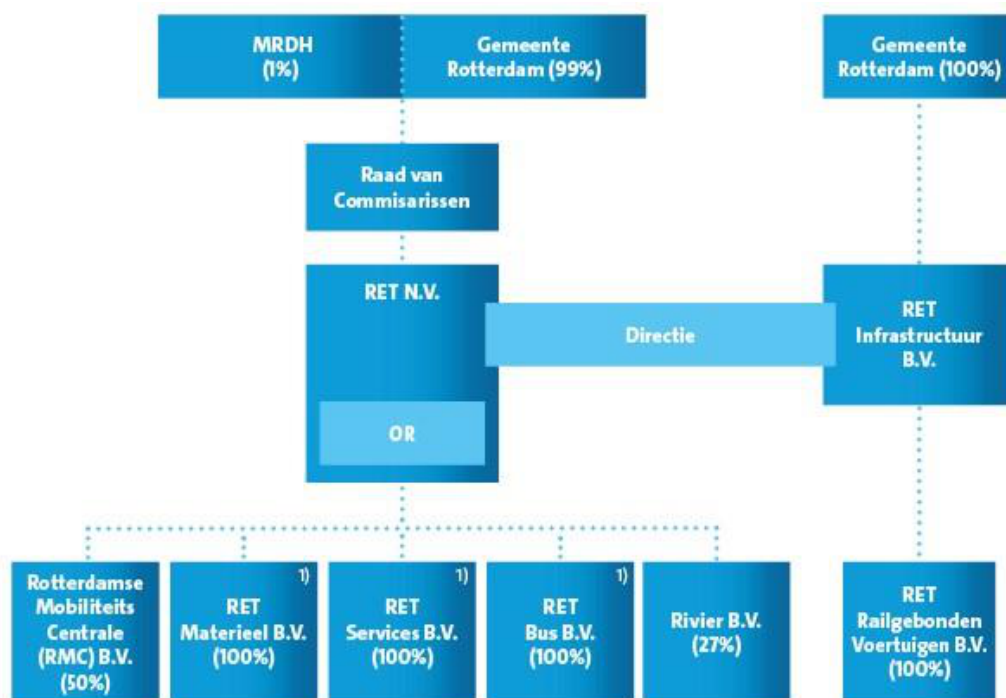 MRDH
(1%)
Gemeente
Rotterdam (99%)
Gemeente
Rotterdam (100%)
Raad van
Commisarissen
RET N.V.
Directie
RET
Infrastructuur
B.V.
OR
Rotterdamse
Mobiliteits
Centrale
(RMC) B.V.
(50%)
1)
RET
Materieel B.V.
(100%)
1)
RET
Services B.V.
(100%)
1)
RET
Bus B.V.
(100%)
Rivier B.V.
(27%)
RET
Railgebonden
Voertuigen B.V.
(100%)